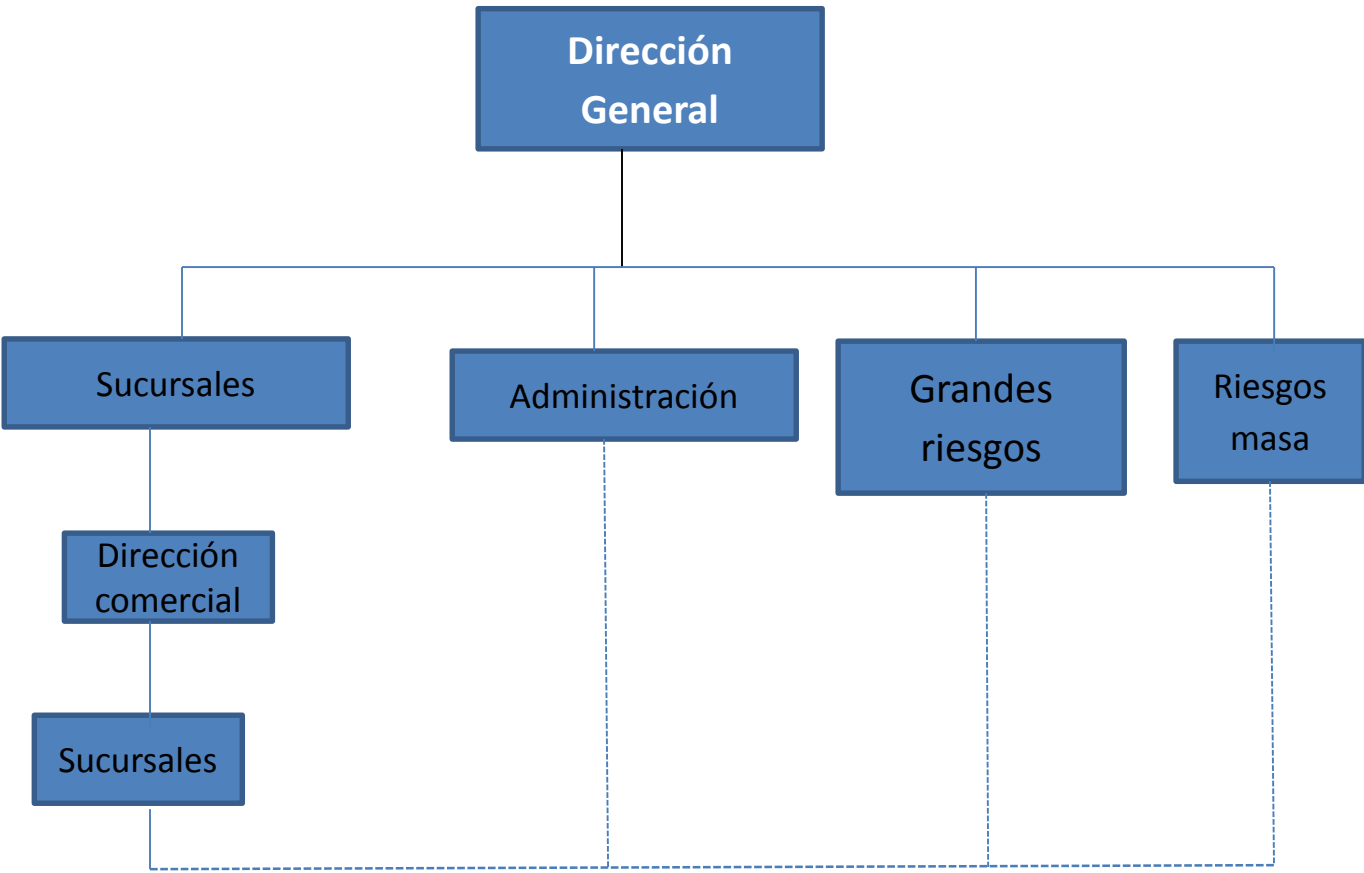 Dirección
General
Sucursales
Administración
Grandes
riesgos
Riesgos
masa
Dirección
comercial
Sucursales